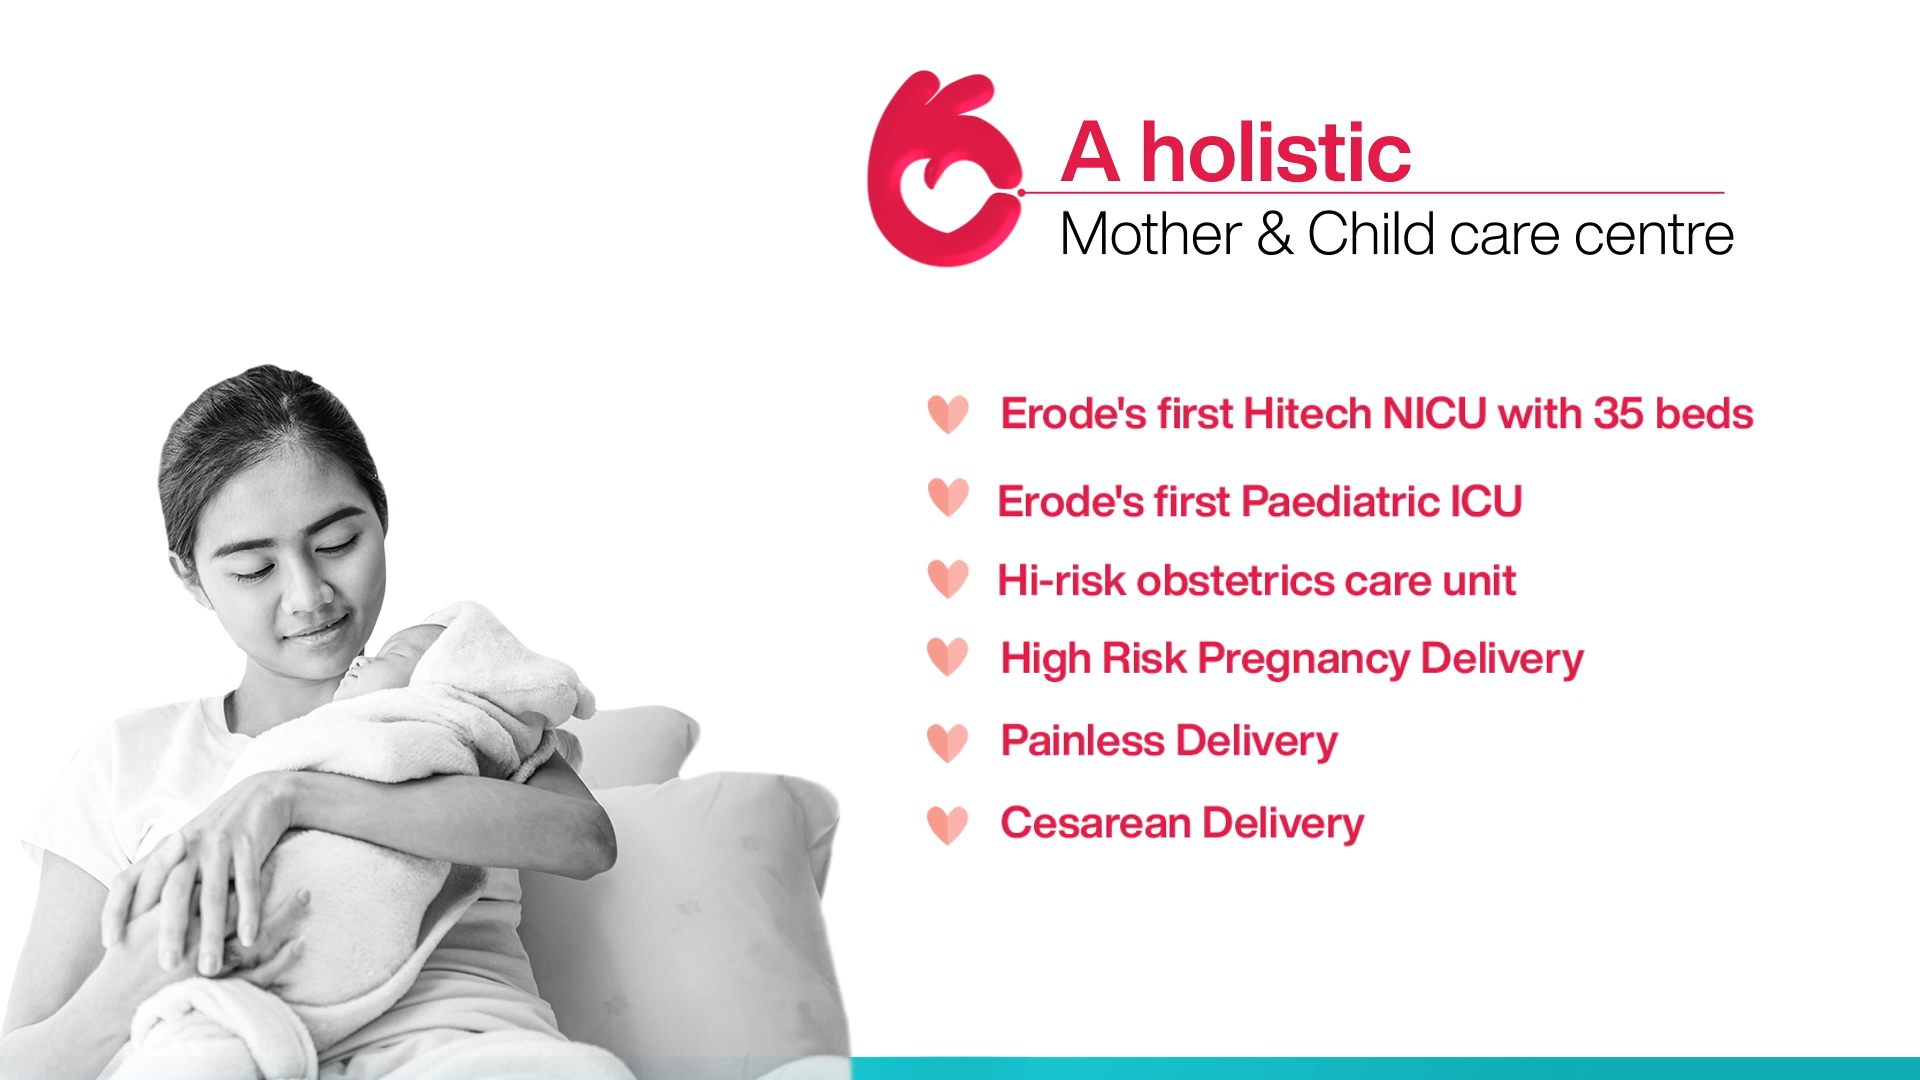 A holistic
Mother & Child care centre
Erode's first Hitech NICU with 35 beds
Erode's first Paediatric ICU
Hi-risk obstetrics care unit
High Risk Pregnancy Delivery
Painless Delivery
Cesarean Delivery